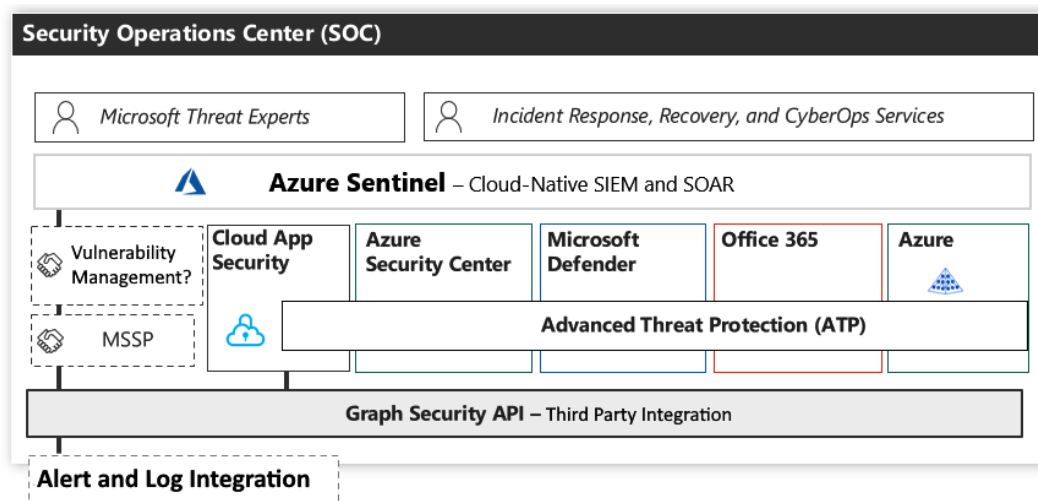 Security Operations Center (SOC)
Microsoft Threat Experts
Incident Response, Recovery, and CyberOps Services
Azure Sentinel – Cloud-Native SIEM and SOAR
Vulnerability
Management?
MSSP
Cloud App
Security
Azure
Security Center
Microsoft
Defender
Office 365
Azure
Advanced Threat Protection (ATP)
Graph Security API – Third Party Integration
Alert and Log Integration